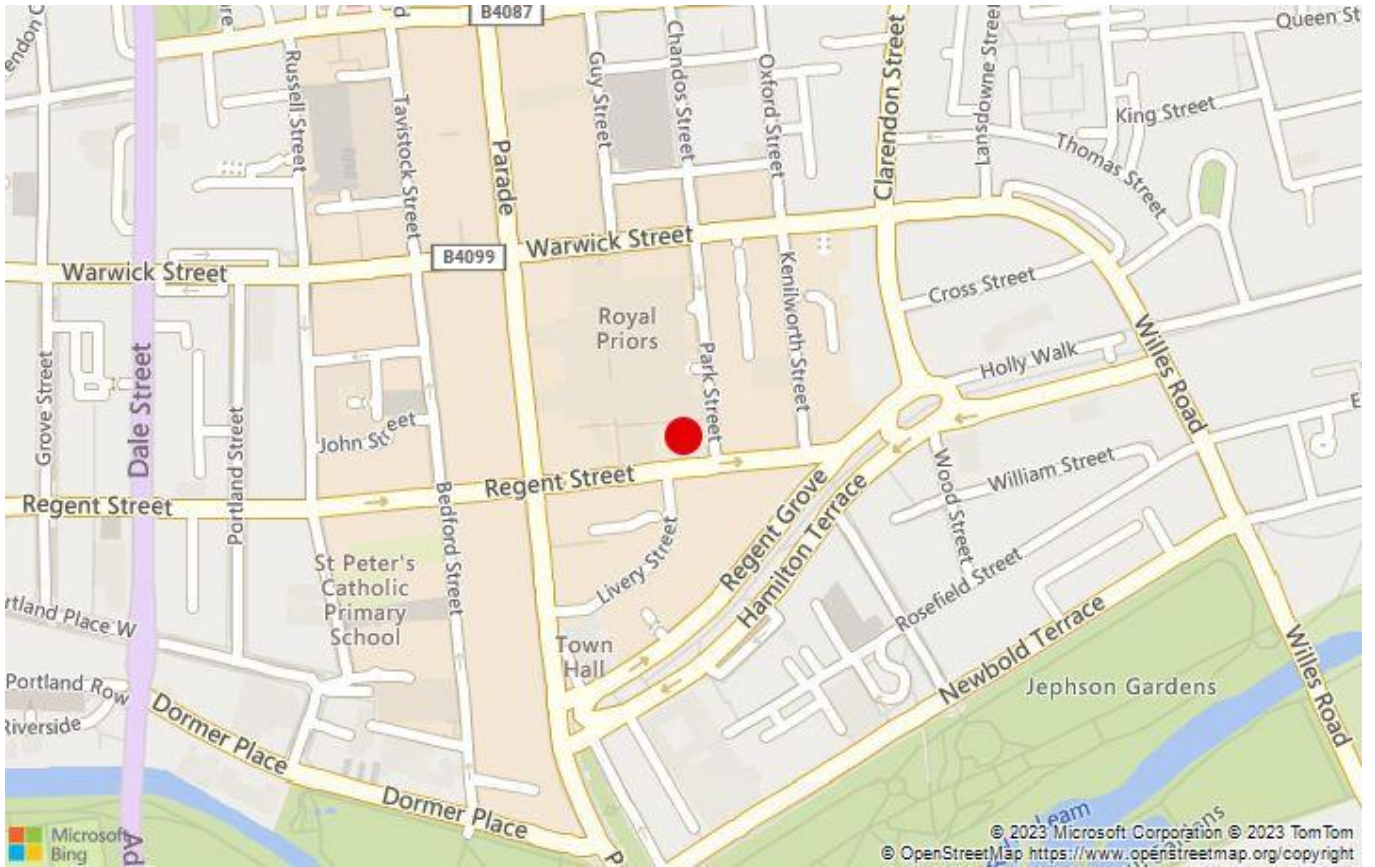 B4087
Queen St
Clarendon Street
Lansdowne Street
Russell Street
Tavistock Street
Parade
Guy Street
Chandos Street
Oxford Street
King Street
Thomas Street
Warwick Street
B4099
Warwick Street
Kenilworth Street
Cross Street
Royal
Priors
Park Street
Holly Walk
Willes Road
Grove Street
Dale Street
Portland Street
John Street
Regent Street
Regent Street
Bedford Street
Wood Street
William Street
Regent Grove
Hamilton Terrace
Livery Street
St Peter's
Catholic
Primary
School
Rosefield Street
Newbold Terrace
Town
Hall
Jephson Gardens
Willes Road
rtland Place W
Portland Row
Riverside
Dormer Place
Dormer Place
Learn
Microsoft
Bing
© 2023 Microsoft Corporation © 2023 TomTom
© OpenStreetMap https://www.openstreetmap.org/copyright